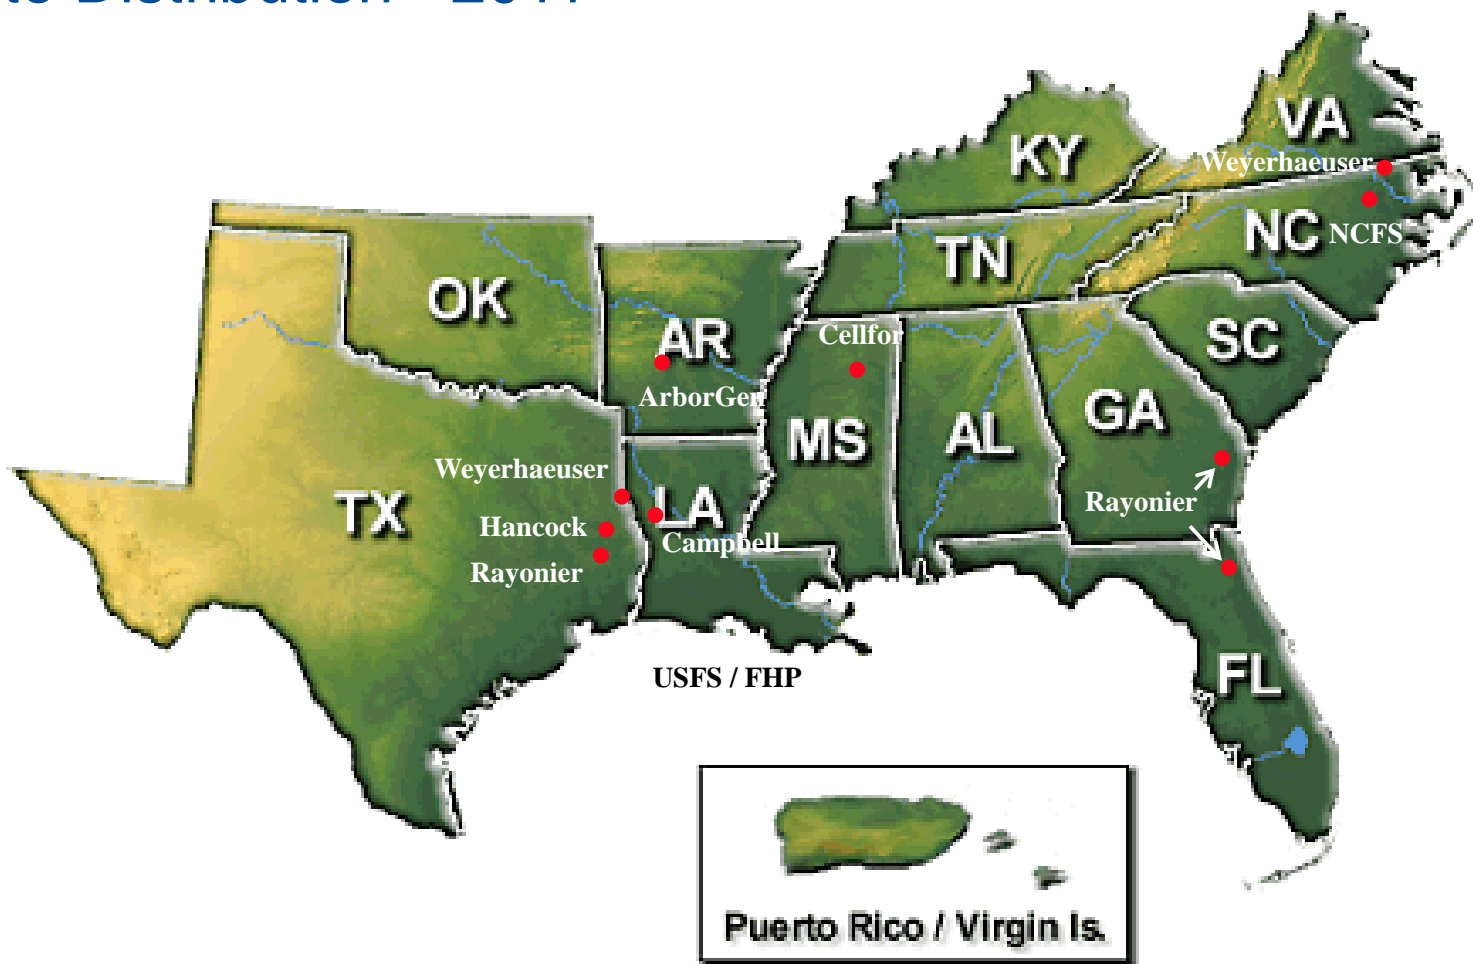 Distribution
VA
KY
Weyerhaeuser
NC NCFS
TN
OK
AR
Cellfor
SC
ArborGen
MS
AL
GA
Weyerhaeuser
TX
LA
Rayonier
Hancock
Campbell
Rayonier
USFS / FHP
FL
Puerto Rico / Virgin Is.